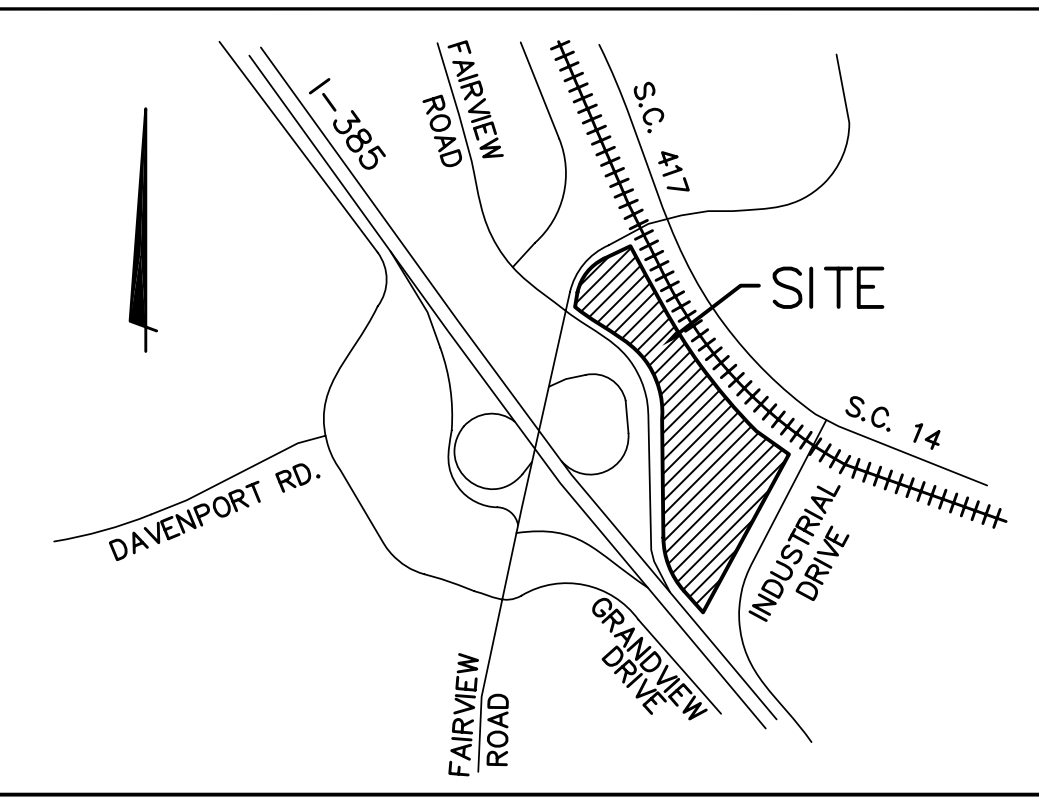 I-385
FAIRVIEW
ROAD
S.C. 417
SITE
S.C. 14
DAVENPORT RD.
INDUSTRIAL
DRIVE
GRANDVIEW
DRIVE
FAIRVIEW
ROAD